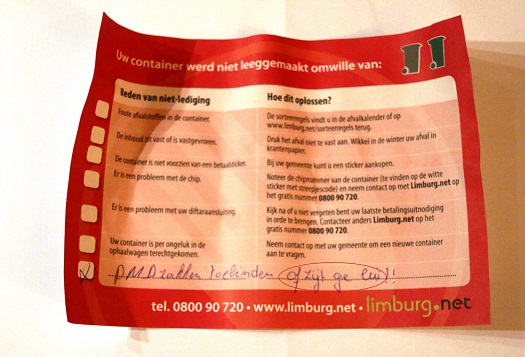 Uw container werd niet leeggemaakt omwille van:
Reden van niet-lediging
Hoe dit oplossen?
Foute afvalstoffen in de container.
De sorteerregels vindt u in de afvalkalender of op
www.limburg.net/sorteerregels terug.
De inhoud zit vast of is vastgevroren.
Druk het afval niet te vast aan. Wikkel in de winter uw afval in
krantenpapier.
De container is niet voorzien van een betaalsticker.
Bij uw gemeente kunt u een sticker aankopen.
Er is een probleem met de chip.
Noteer de chipnummer van de container (te vinden op de witte
sticker met streepjescode) en neem contact op met Limburg.net op
het gratis nummer 0800 90 720.
Er is een probleem met uw diftaraansluiting.
Kijk na of u niet vergeten bent uw laatste betalingsuitnodiging
in orde te brengen. Contacteer anders Limburg.net op het
gratis nummer 0800 90 720.
Uw container is per ongeluk in de
ophaalwagen terechtgekomen.
Neem contact op met uw gemeente om een nieuwe container
aan te vragen.
X PMD zakken toebinden of zijt ge lui!
tel. 0800 90 720 • www.limburg.net • limburg.net